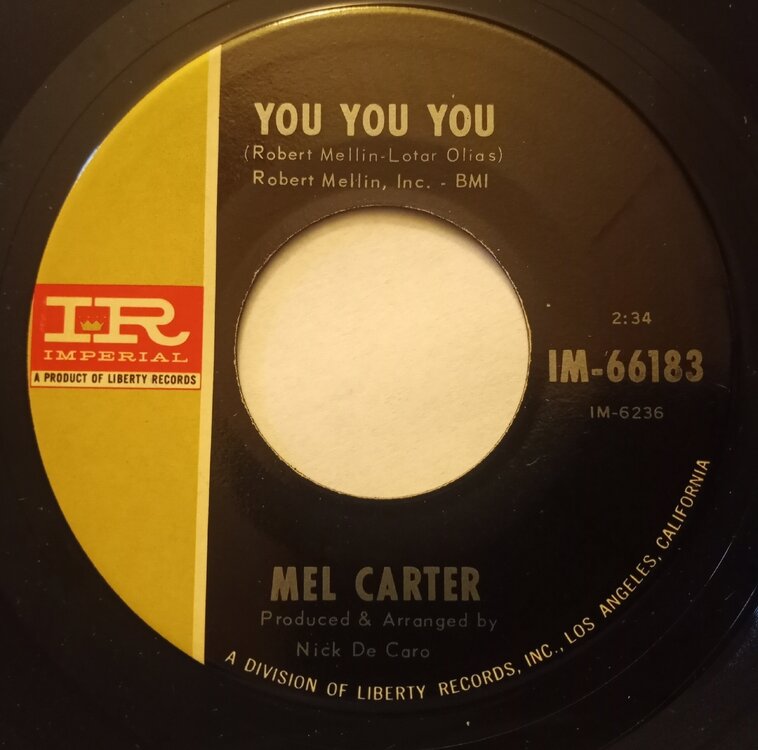 YOU YOU YOU
(Robert Mellin-Lotar Olias)
Robert Mellin, Inc. - BMI
IR
IMPERIAL
A PRODUCT OF LIBERTY RECORDS
2:34
IM-66183
IM-6236
MEL CARTER
Produced & Arranged by
Nick De Caro
A DIVISION OF LIBERTY RECORDS, INC., LOS ANGELES, CALIFORNIA